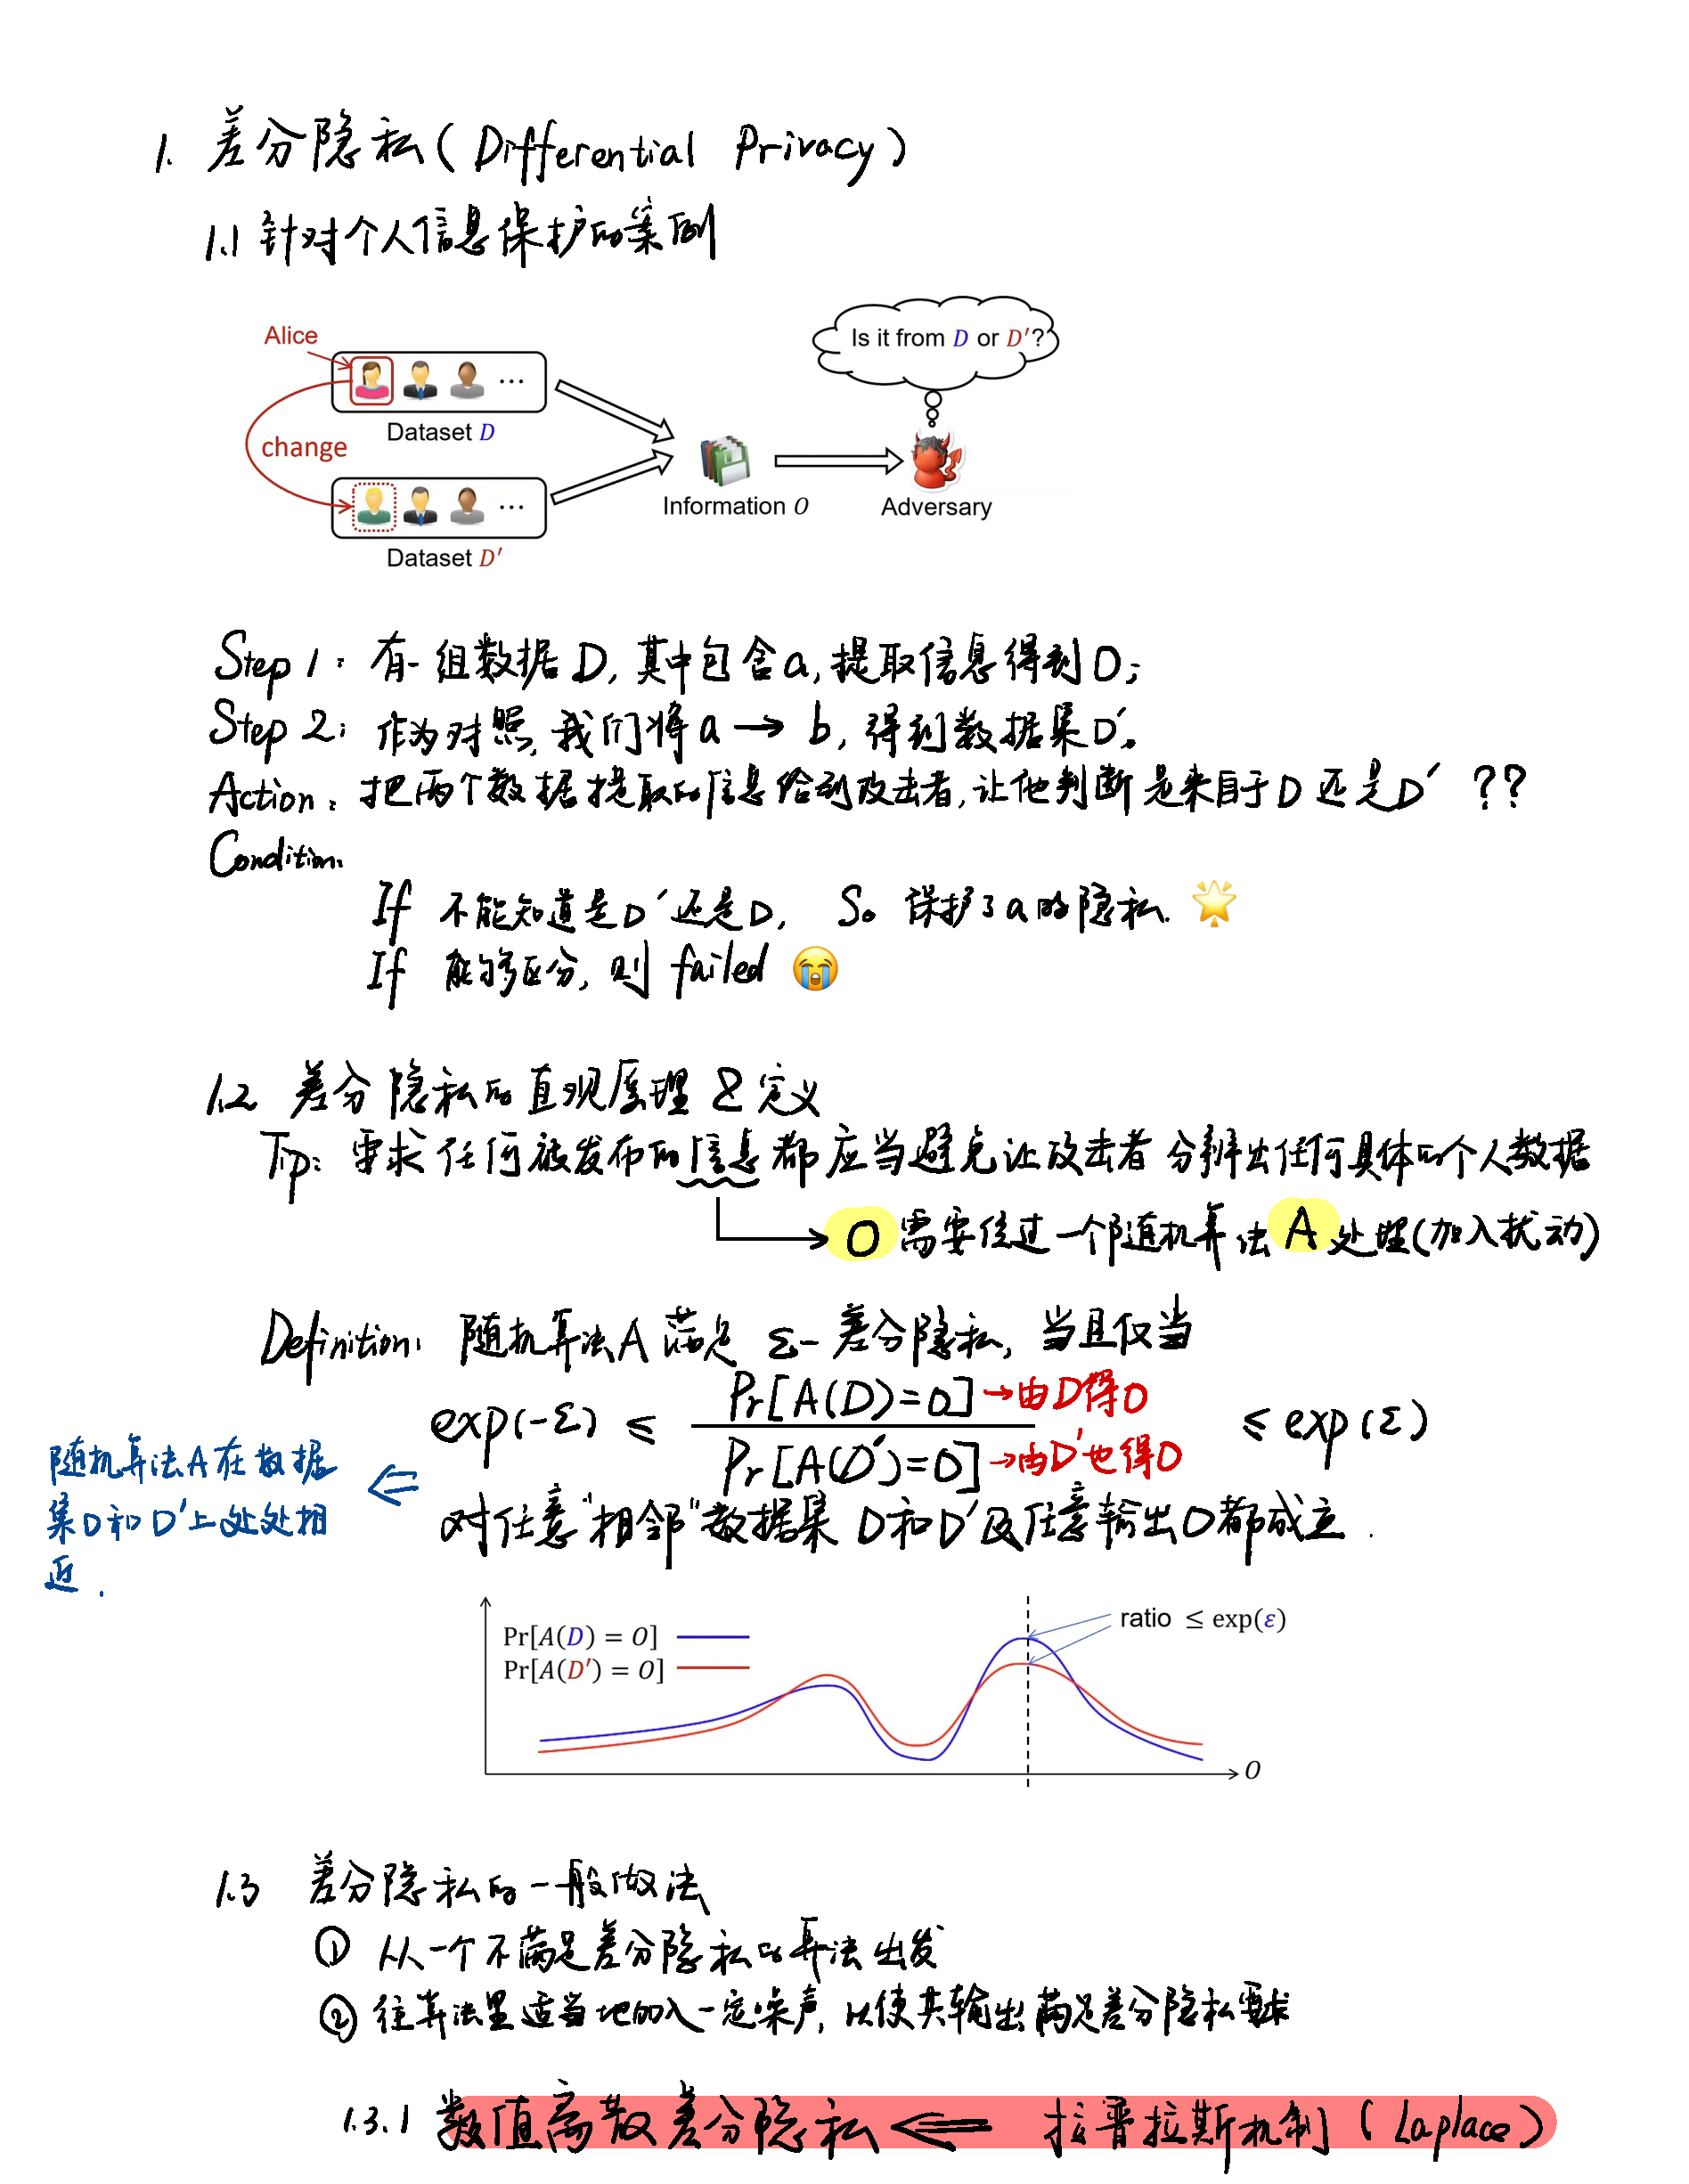 1. 差分隐私(Differential Privacy)
1.1 针对个人信息保护的案例
Is it from D or D′?
Alice
Dataset D
change
Information O
Adversary
Dataset D′
Step 1: 有一组数据D,其中包含a,提取信息得到O;
Step 2: 作为对照,我们将a → b,得到数据集D′。
Action: 把两个数据提取的信息给到攻击者,让他判断是来自于D还是D′ ??
Condition:
If 不能知道是D′还是D, So 保护了a的隐私. 🌟
If 能够区分,则 failed 😭
1.2 差分隐私的直观原理 & 定义
Tip: 要求任何被发布的信息都应当避免让攻击者分辨出任何具体的个人数据
→ O 需要经过一个随机算法 A 处理(加入扰动)
Definition: 随机算法A满足 ε-差分隐私, 当且仅当
exp(-ε) ≤ Pr[A(D)=O] →由D得O / Pr[A(D′)=O] →由D′也得O ≤ exp(ε)
随机算法A在数据
集D和D′上处处相
近.
⇐
对任意"相邻"数据集 D和D′及任意输出O都成立.
ratio ≤ exp(ε)
Pr[A(D) = O]
Pr[A(D′) = O]
O
1.3 差分隐私的一般做法
① 从一个不满足差分隐私的算法出发
② 往算法里适当地加入一定噪声, 以使其输出满足差分隐私要求
1.3.1 数值离散差分隐私 ⇐ 拉普拉斯机制 (Laplace)